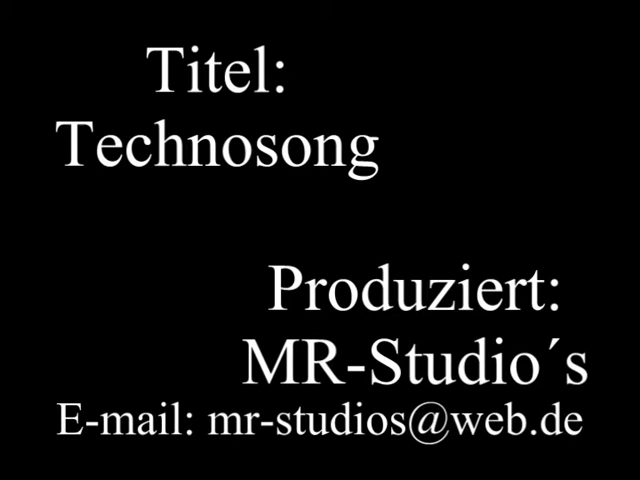 Titel:
Technosong
Produziert:
MR-Studio´s
E-mail: mr-studios@web.de